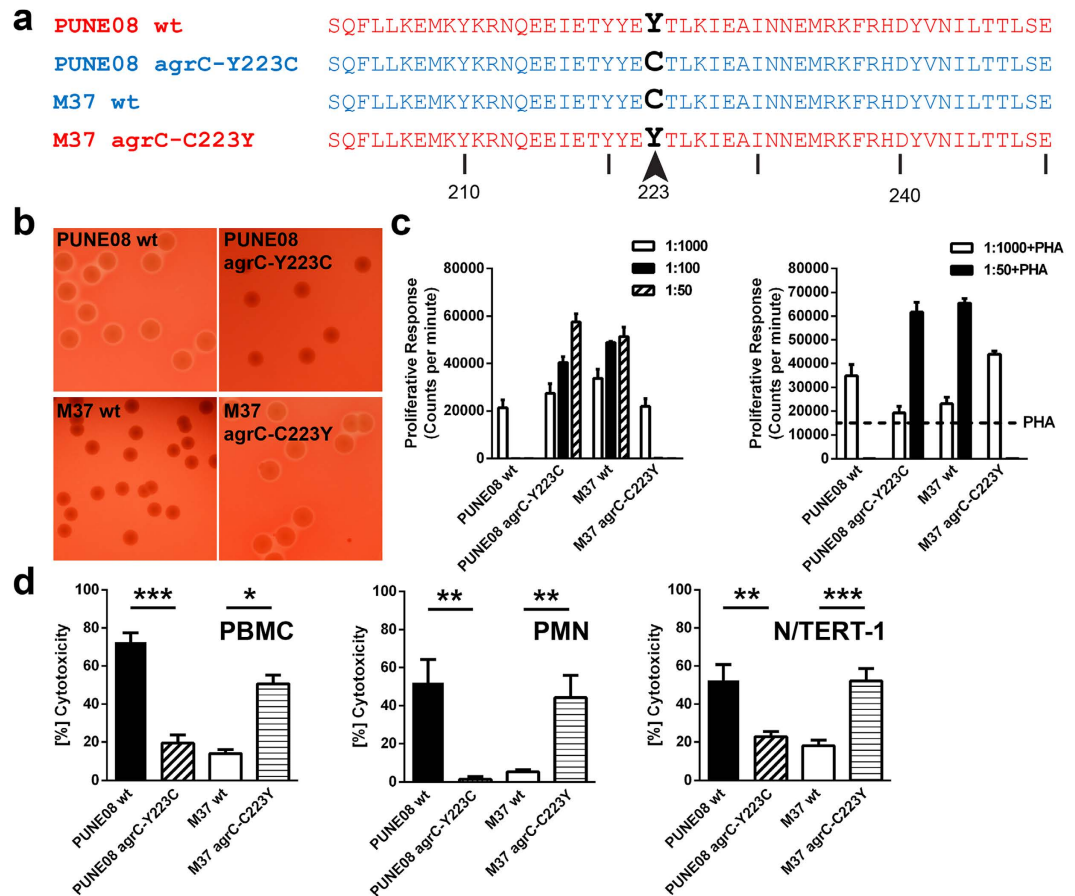 a
PUNE08 wt SQFLLKEMKYKRNQEEIETYYEYTLKIEAINNEMRKFRHDYVNILTTLSE
PUNE08 agrC-Y223C SQFLLKEMKYKRNQEEIETYYECTLKIEAINNEMRKFRHDYVNILTTLSE
M37 wt SQFLLKEMKYKRNQEEIETYYECTLKIEAINNEMRKFRHDYVNILTTLSE
M37 agrC-C223Y SQFLLKEMKYKRNQEEIETYYEYTLKIEAINNEMRKFRHDYVNILTTLSE
210 223 240
b
PUNE08 wt
PUNE08
agrC-Y223C
M37 wt
M37
agrC-C223Y
c
1:1000
1:100
1:50
Proliferative Response
(Counts per minute)
80000
60000
40000
20000
0
PUNE08 wt
PUNE08 agrC-Y223C
M37 wt
M37 agrC-C223Y
1:1000+PHA
1:50+PHA
Proliferative Response
(Counts per minute)
80000
70000
60000
50000
40000
30000
20000
10000
0
PHA
PUNE08 wt
PUNE08 agrC-Y223C
M37 wt
M37 agrC-C223Y
d
[%] Cytotoxicity
100
80
60
40
20
0
*** *
PBMC
PUNE08 wt
PUNE08 agrC-Y223C
M37 wt
M37 agrC-C223Y
[%] Cytotoxicity
100
80
60
40
20
0
** **
PMN
PUNE08 wt
PUNE08 agrC-Y223C
M37 wt
M37 agrC-C223Y
[%] Cytotoxicity
100
80
60
40
20
0
** ***
N/TERT-1
PUNE08 wt
PUNE08 agrC-Y223C
M37 wt
M37 agrC-C223Y